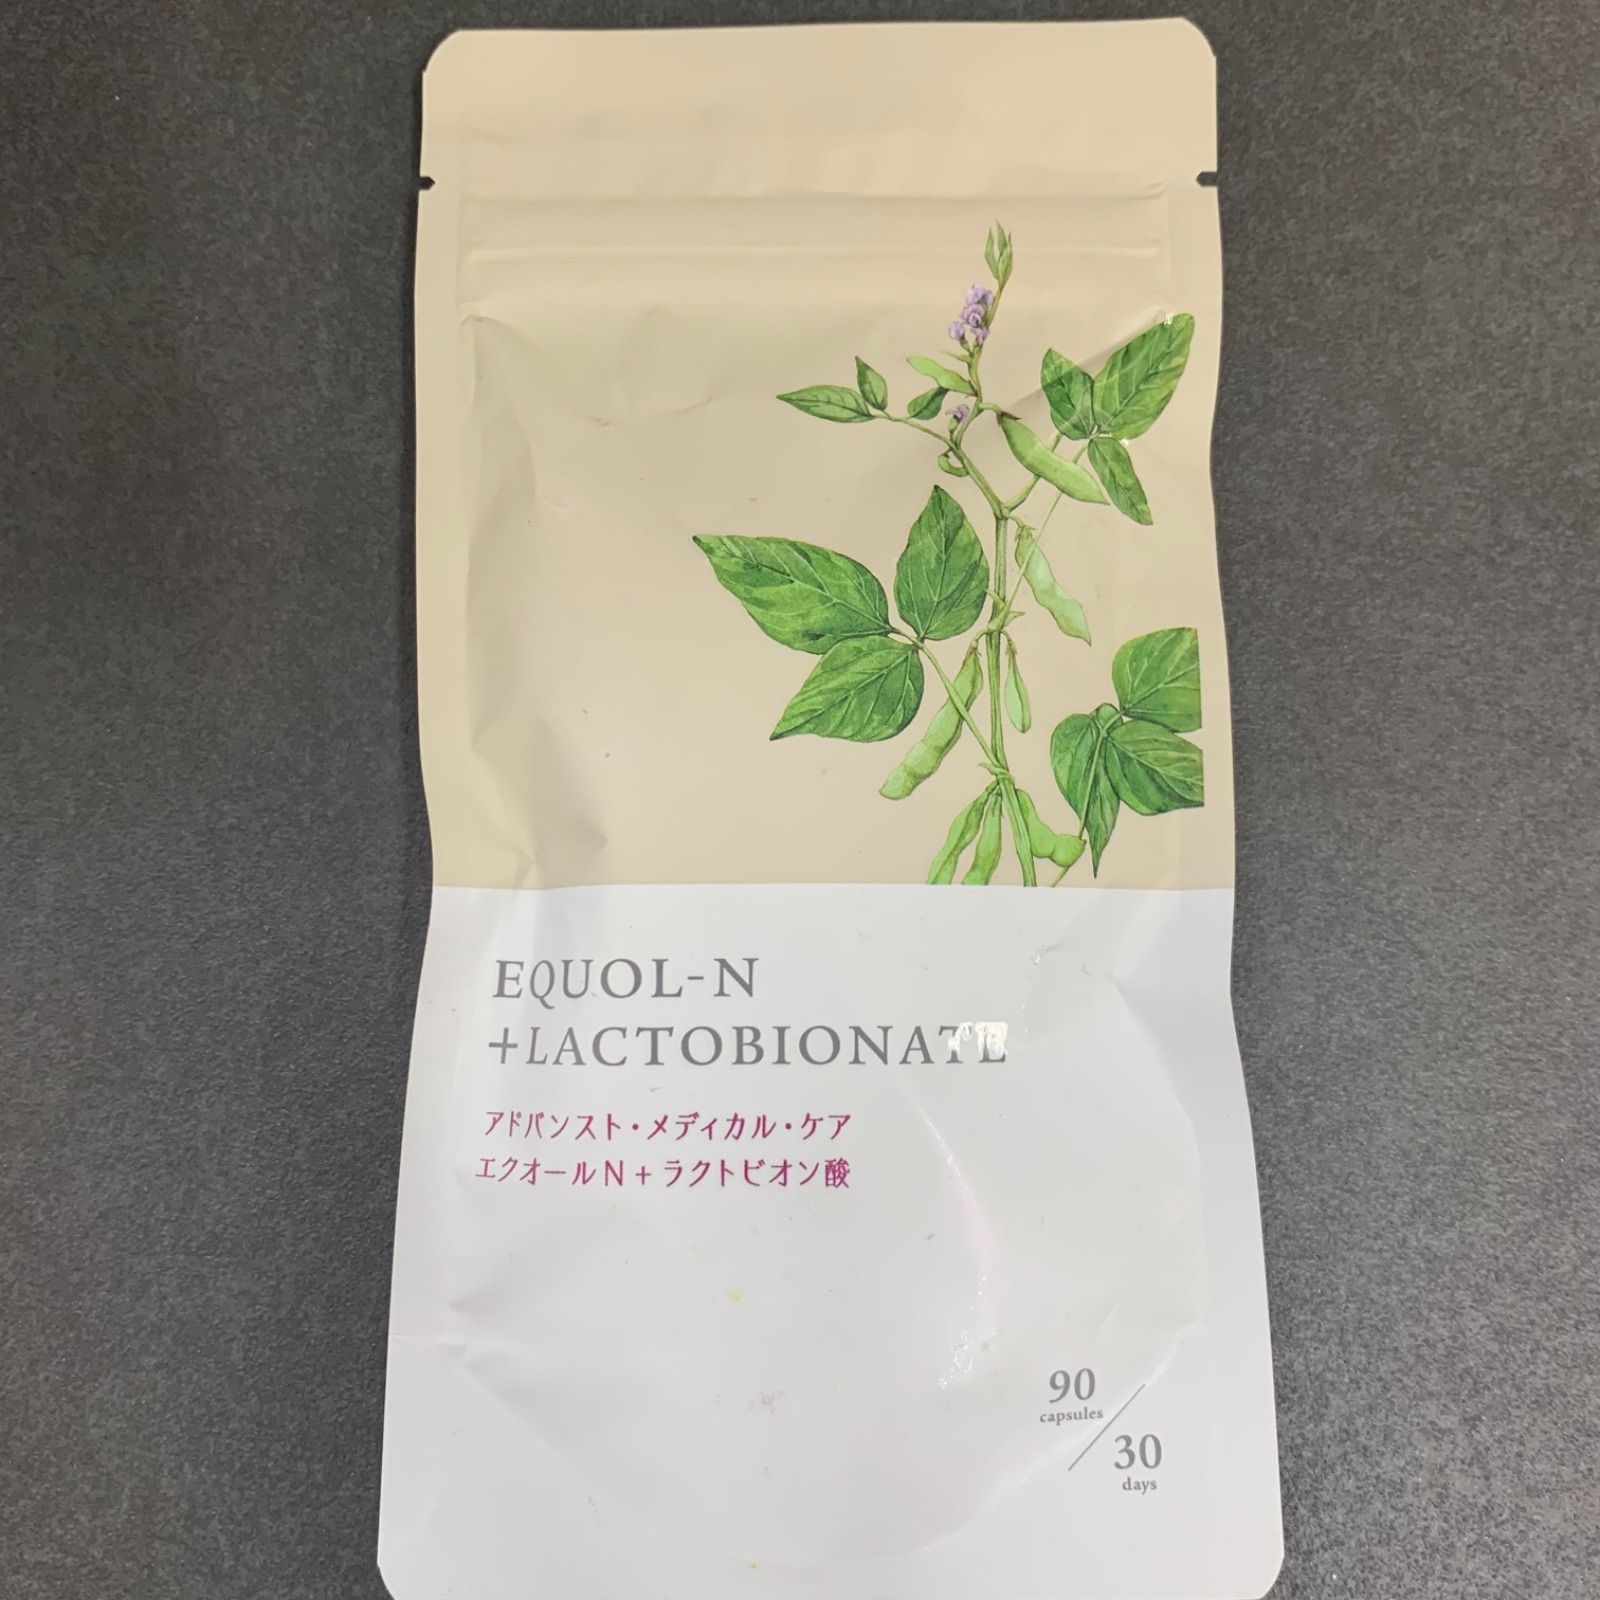 EQUOL-N
+LACTOBIONATE
アドバンスト・メディカル・ケア
エクオールN+ラクトビオン酸
90
capsules
30
days